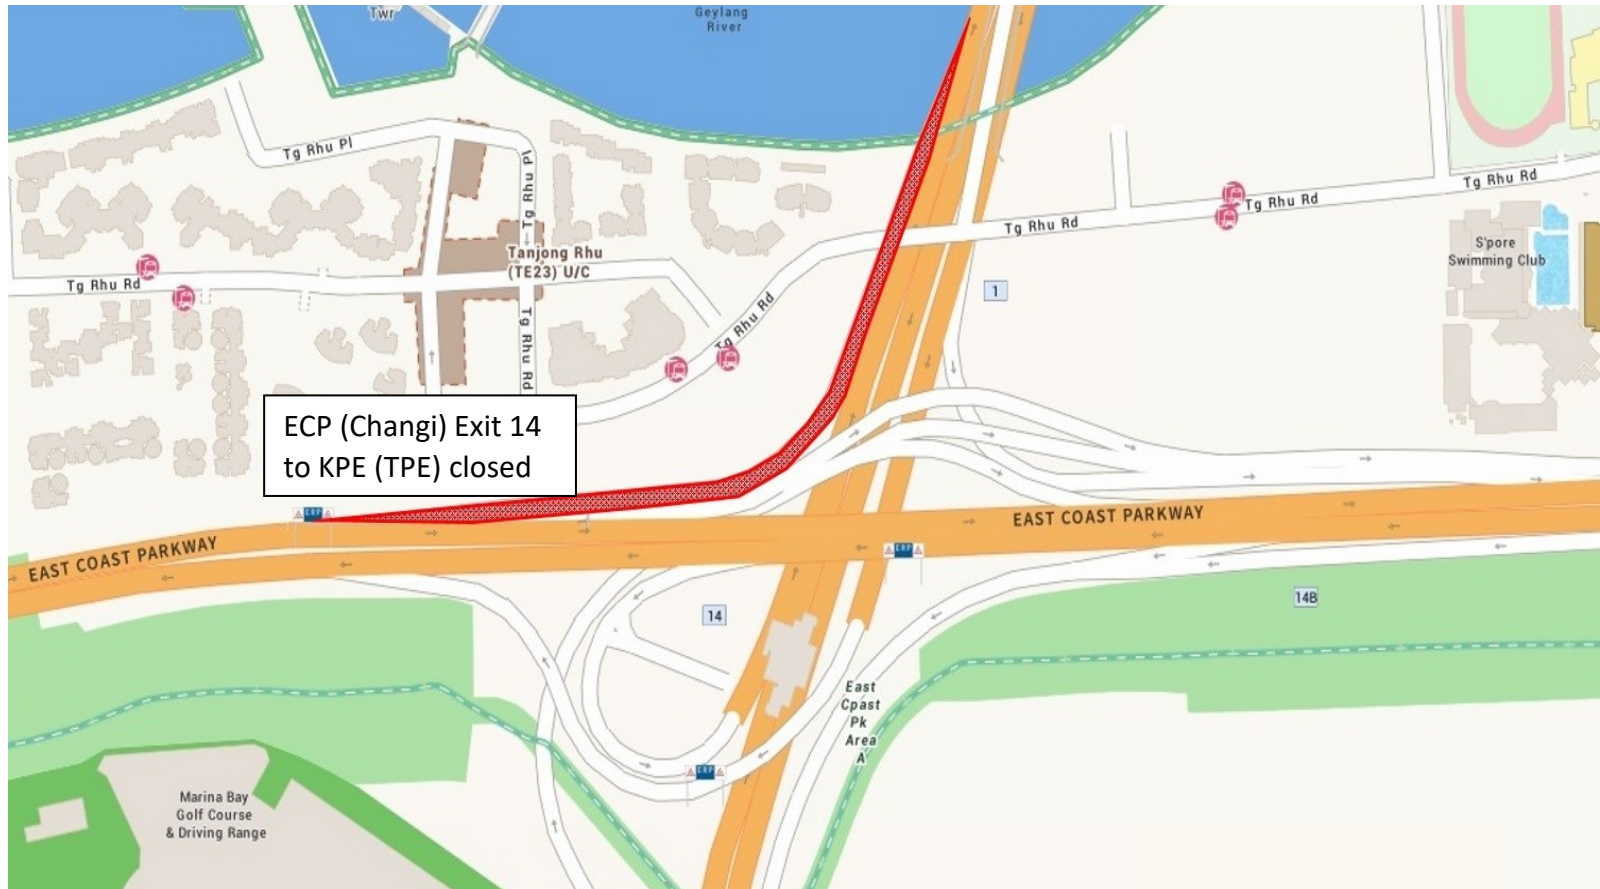 Twr
Geylang
River
Tg Rhu Pl
Tg Rhu Pl
Tg Rhu Rd
Tg Rhu Rd
Tg Rhu Rd
Tanjong Rhu
(TE23) U/C
S'pore
Swimming Club
Tg Rhu Rd
1
Tg Rhu Rd
Tg Rhu Rd
ECP (Changi) Exit 14
to KPE (TPE) closed
ERP
EAST COAST PARKWAY
EAST COAST PARKWAY
ERP
14
14B
East
Cpast
Pk
Area
A
ERP
Marina Bay
Golf Course
& Driving Range